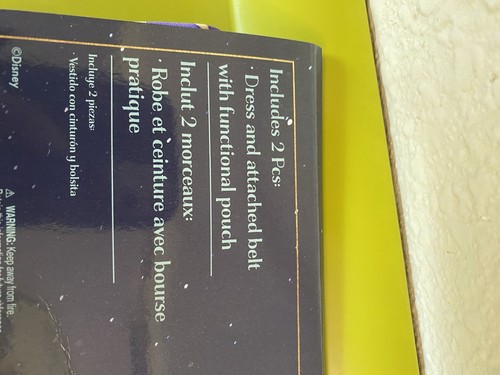 Includes 2 Pcs:
· Dress and attached belt
with functional pouch
Inclut 2 morceaux:
· Robe et ceinture avec bourse
pratique
Incluye 2 piezas:
· Vestido con cinturón y bolsita
©Disney
⚠ WARNING: Keep away from fire.